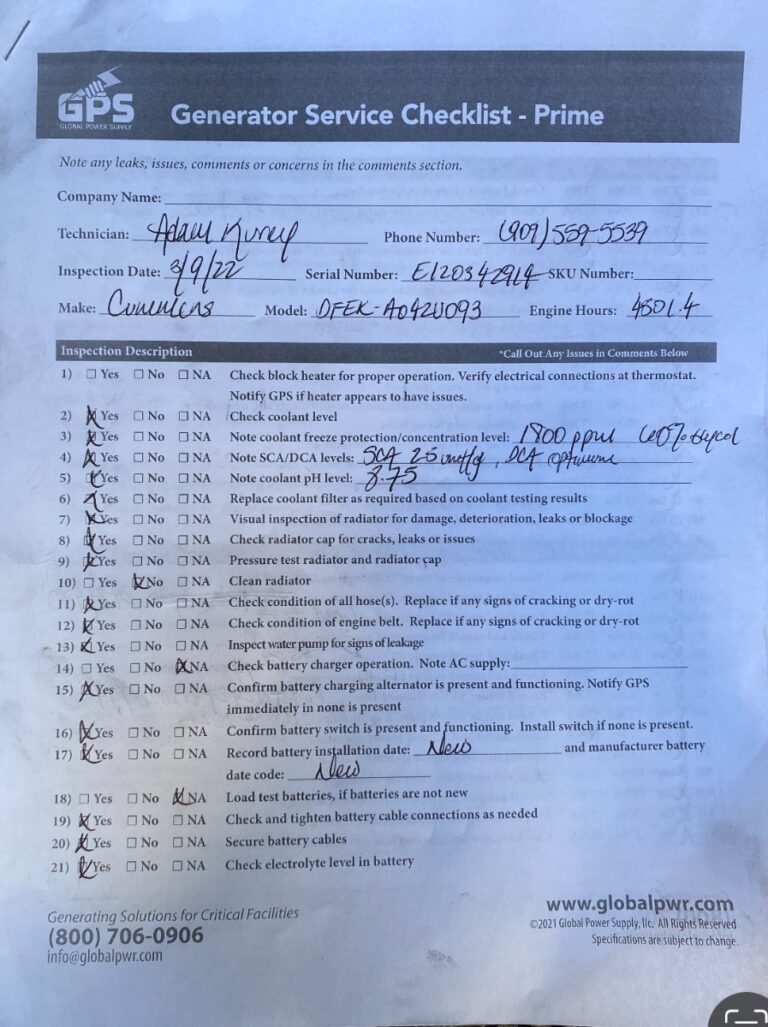 GPS
GLOBAL POWER SUPPLY
Generator Service Checklist - Prime
Note any leaks, issues, comments or concerns in the comments section.
Company Name:
Technician: Adam Phone Number: (909) 559-5539
Inspection Date: 3/9/22 Serial Number: E120342914 SKU Number:
Make: Cummins Model: DFEK-A042U093 Engine Hours: 4501.4
Inspection Description *Call Out Any Issues in Comments Below
1) ☐ Yes ☐ No ☐ NA Check block heater for proper operation. Verify electrical connections at thermostat.
Notify GPS if heater appears to have issues.
2) ☒ Yes ☐ No ☐ NA Check coolant level
3) ☒ Yes ☐ No ☐ NA Note coolant freeze protection/concentration level: 1800 ppm
4) ☒ Yes ☐ No ☐ NA Note SCA/DCA levels: SCA 25, DCA optimum
5) ☒ Yes ☐ No ☐ NA Note coolant pH level: 8.75
6) ☒ Yes ☐ No ☐ NA Replace coolant filter as required based on coolant testing results
7) ☒ Yes ☐ No ☐ NA Visual inspection of radiator for damage, deterioration, leaks or blockage
8) ☒ Yes ☐ No ☐ NA Check radiator cap for cracks, leaks or issues
9) ☒ Yes ☐ No ☐ NA Pressure test radiator and radiator cap
10) ☐ Yes ☒ No ☐ NA Clean radiator
11) ☒ Yes ☐ No ☐ NA Check condition of all hose(s). Replace if any signs of cracking or dry-rot
12) ☒ Yes ☐ No ☐ NA Check condition of engine belt. Replace if any signs of cracking or dry-rot
13) ☒ Yes ☐ No ☐ NA Inspect water pump for signs of leakage
14) ☐ Yes ☐ No ☒ NA Check battery charger operation. Note AC supply:
15) ☒ Yes ☐ No ☐ NA Confirm battery charging alternator is present and functioning. Notify GPS
immediately in none is present
16) ☒ Yes ☐ No ☐ NA Confirm battery switch is present and functioning. Install switch if none is present.
17) ☒ Yes ☐ No ☐ NA Record battery installation date: New and manufacturer battery
date code: New
18) ☐ Yes ☐ No ☒ NA Load test batteries, if batteries are not new
19) ☒ Yes ☐ No ☐ NA Check and tighten battery cable connections as needed
20) ☒ Yes ☐ No ☐ NA Secure battery cables
21) ☒ Yes ☐ No ☐ NA Check electrolyte level in battery
Generating Solutions for Critical Facilities
(800) 706-0906
info@globalpwr.com
www.globalpwr.com
©2021 Global Power Supply, llc. All Rights Reserved
Specifications are subject to change.